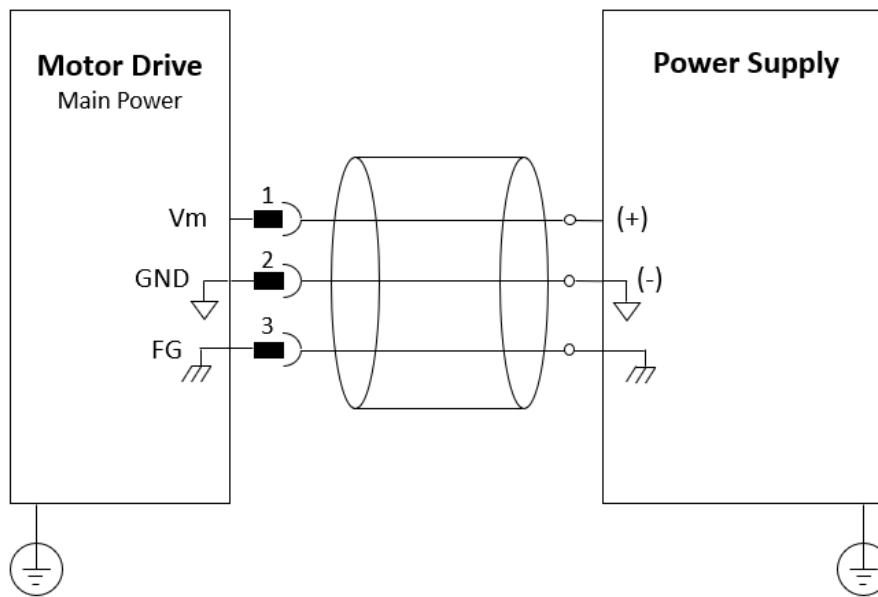 Motor Drive
Main Power
Power Supply
1
Vm
(+)
2
GND
(-)
3
FG